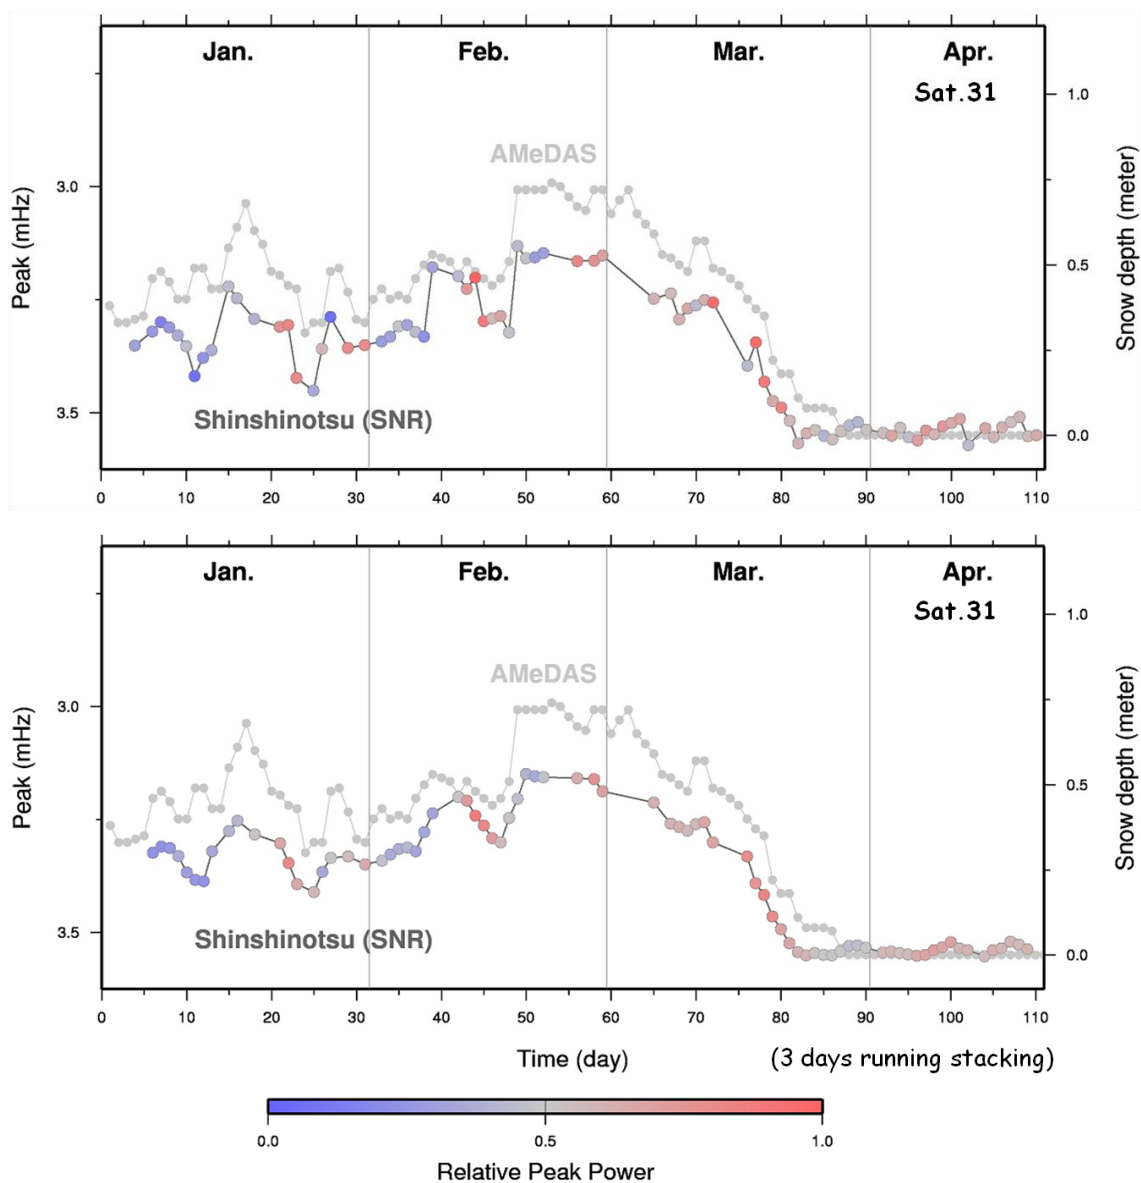 Jan. Feb. Mar. Apr.
Sat.31
1.0
AMeDAS
3.0
Peak (mHz)
Snow depth (meter)
0.5
Shinshinotsu (SNR)
3.5
0.0
0 10 20 30 40 50 60 70 80 90 100 110
Jan. Feb. Mar. Apr.
Sat.31
1.0
AMeDAS
3.0
Peak (mHz)
Snow depth (meter)
0.5
Shinshinotsu (SNR)
3.5
0.0
0 10 20 30 40 50 60 70 80 90 100 110
Time (day) (3 days running stacking)
0.0 0.5 1.0
Relative Peak Power